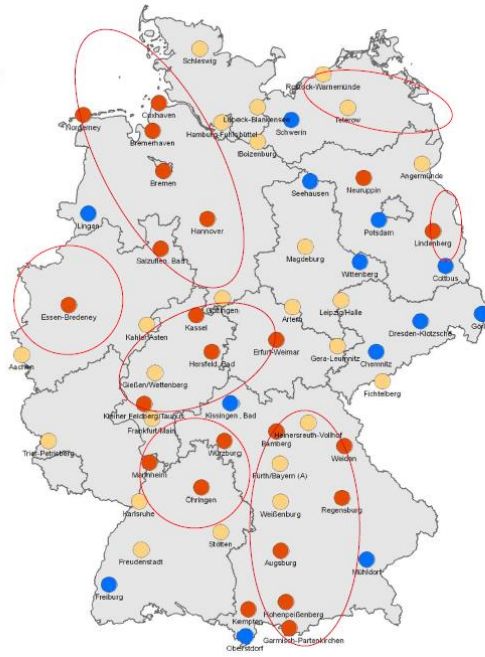 Schleswig
Rostock-Warnemünde
Cuxhaven
Lübeck-Blankensee
Teterow
Norderney
Hamburg-Fuhlsbüttel
Schwerin
Bremerhaven
Boizenburg
Angermünde
Bremen
Seehausen
Neuruppin
Lingen
Hannover
Potsdam
Lindenberg
Salzuflen, Bad
Magdeburg
Wittenberg
Cottbus
Essen-Bredeney
Göttingen
Artern
Leipzig/Halle
Kassel
Kahler Asten
Dresden-Klotzsche
Hersfeld, Bad
Erfurt-Weimar
Gera-Leumnitz
Aachen
Chemnitz
Gießen/Wettenberg
Fichtelberg
Kleiner Feldberg/Taunus
Kissingen, Bad
Frankfurt/Main
Heinersreuth-Vollhof
Bamberg
Trier-Petrisberg
Würzburg
Weiden
Mannheim
Fürth/Bayern (A)
Öhringen
Karlsruhe
Weißenburg
Regensburg
Stötten
Freudenstadt
Augsburg
Mühldorf
Freiburg
Hohenpeißenberg
Kempten
Garmisch-Partenkirchen
Oberstdorf